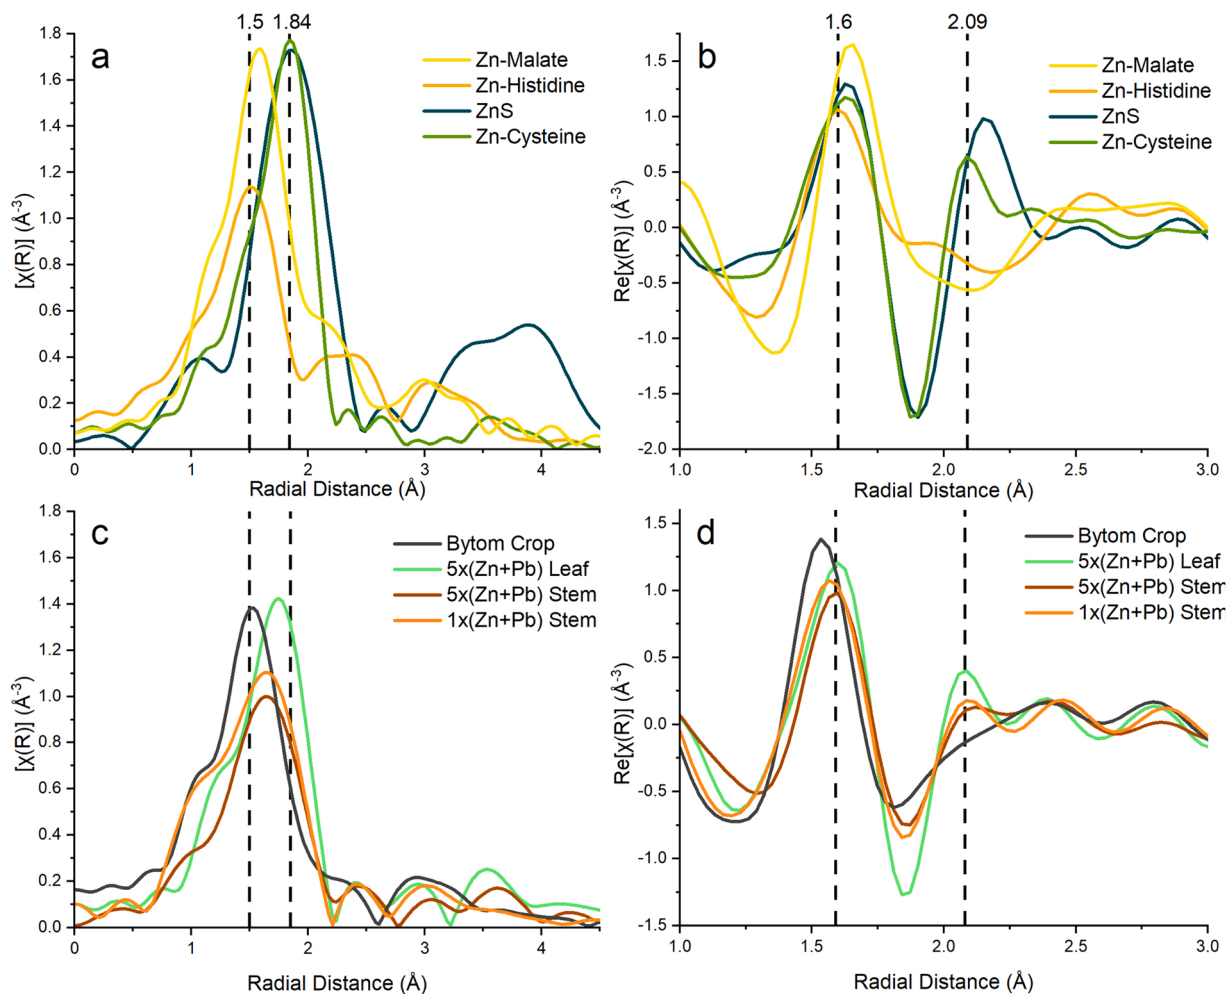 1.5 1.84
a
Zn-Malate
Zn-Histidine
ZnS
Zn-Cysteine
[χ(R)] (Å-3)
1.8
1.6
1.4
1.2
1.0
0.8
0.6
0.4
0.2
0.0
0 1 2 3 4
Radial Distance (Å)
1.6 2.09
b
Zn-Malate
Zn-Histidine
ZnS
Zn-Cysteine
Re[χ(R)] (Å-3)
1.5
1.0
0.5
0.0
-0.5
-1.0
-1.5
-2.0
1.0 1.5 2.0 2.5 3.0
Radial Distance (Å)
c
Bytom Crop
5x(Zn+Pb) Leaf
5x(Zn+Pb) Stem
1x(Zn+Pb) Stem
[χ(R)] (Å-3)
1.8
1.6
1.4
1.2
1.0
0.8
0.6
0.4
0.2
0.0
0 1 2 3 4
Radial Distance (Å)
d
Bytom Crop
5x(Zn+Pb) Leaf
5x(Zn+Pb) Stem
1x(Zn+Pb) Stem
Re[χ(R)] (Å-3)
1.5
1.0
0.5
0.0
-0.5
-1.0
-1.5
1.0 1.5 2.0 2.5 3.0
Radial Distance (Å)